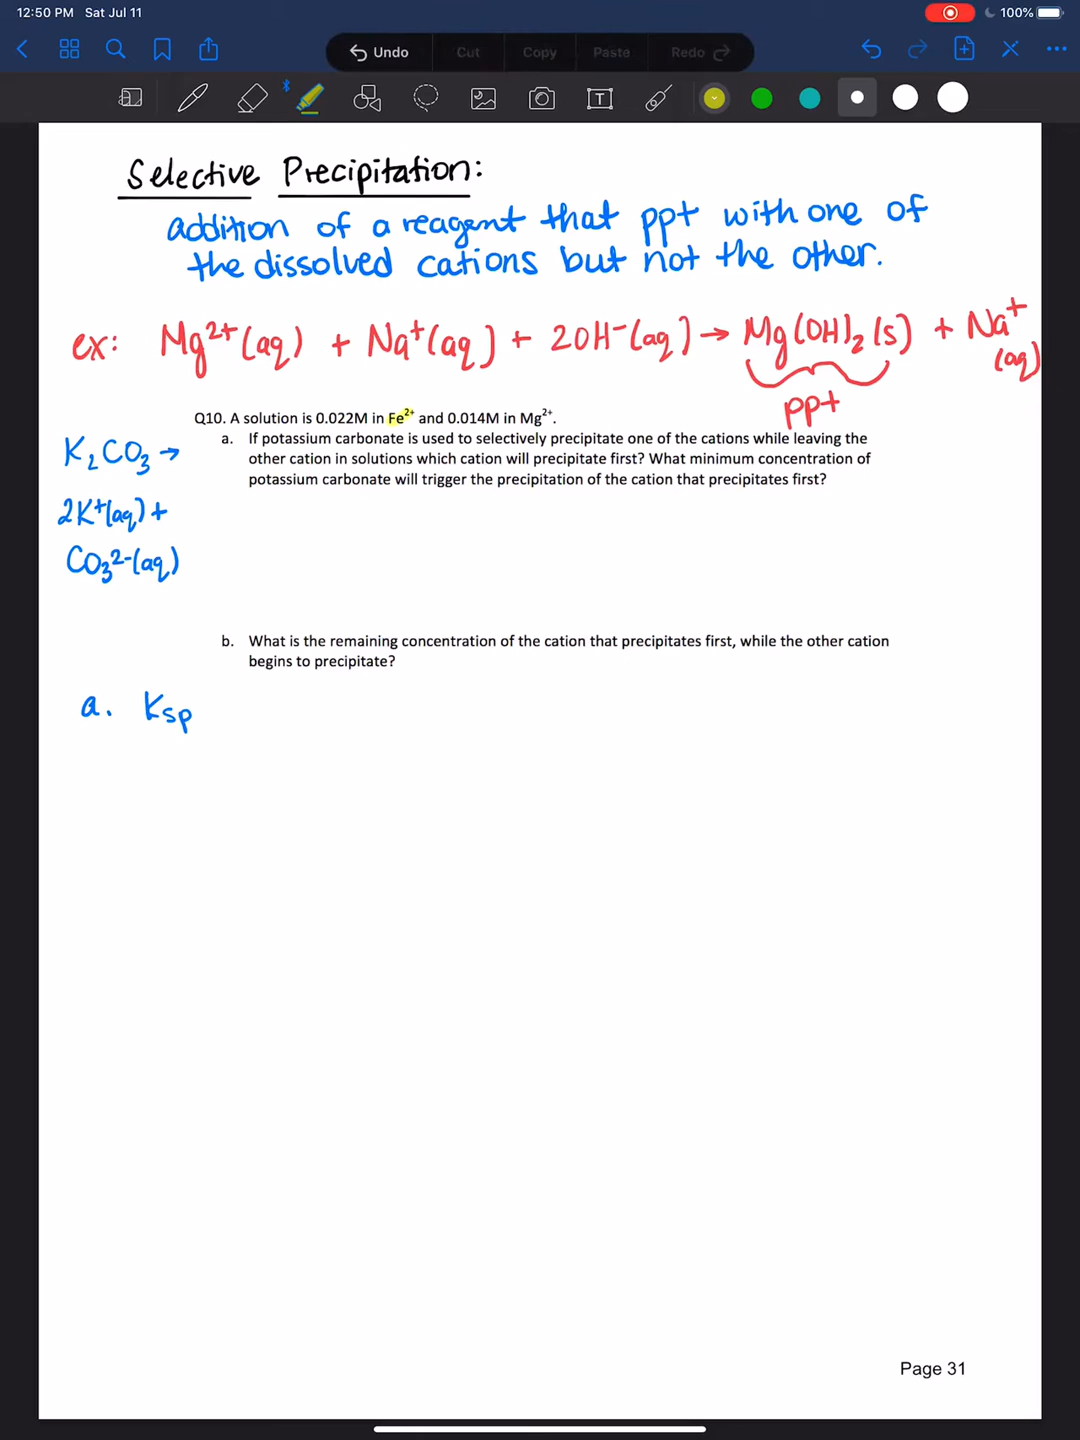 12:50 PM Sat Jul 11
100%
Undo Cut Copy Paste Redo
Selective Precipitation:
addition of a reagent that ppt with one of
the dissolved cations but not the other.
ex: Mg²⁺(aq) + Na⁺(aq) + 2OH⁻(aq) → Mg(OH)₂(s) + Na⁺
(aq)
ppt
Q10. A solution is 0.022M in Fe²⁺ and 0.014M in Mg²⁺.
a. If potassium carbonate is used to selectively precipitate one of the cations while leaving the
other cation in solutions which cation will precipitate first? What minimum concentration of
potassium carbonate will trigger the precipitation of the cation that precipitates first?
K₂CO₃ →
2K⁺(aq) +
CO₃²⁻(aq)
b. What is the remaining concentration of the cation that precipitates first, while the other cation
begins to precipitate?
a. Ksp
Page 31